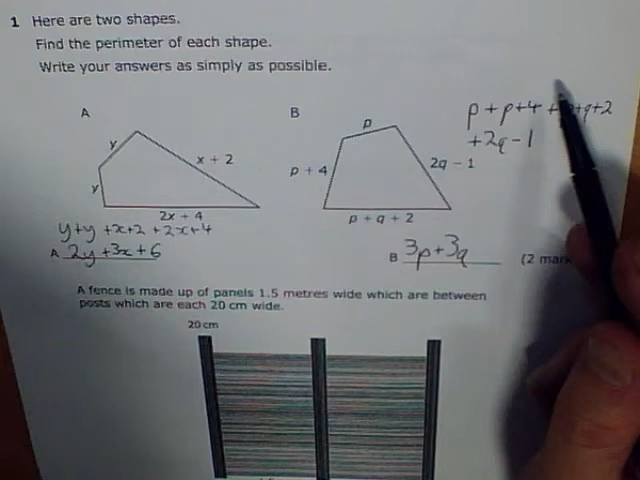 1 Here are two shapes.
Find the perimeter of each shape.
Write your answers as simply as possible.
A
B
y
x + 2
y
2x + 4
p
p + 4
2q - 1
p + q + 2
p + p+4 + +q+2
+2q-1
y+y +x+2 +2x+4
A 2y+3x+6
B 3p+3q
(2 mark
A fence is made up of panels 1.5 metres wide which are between
posts which are each 20 cm wide.
20 cm